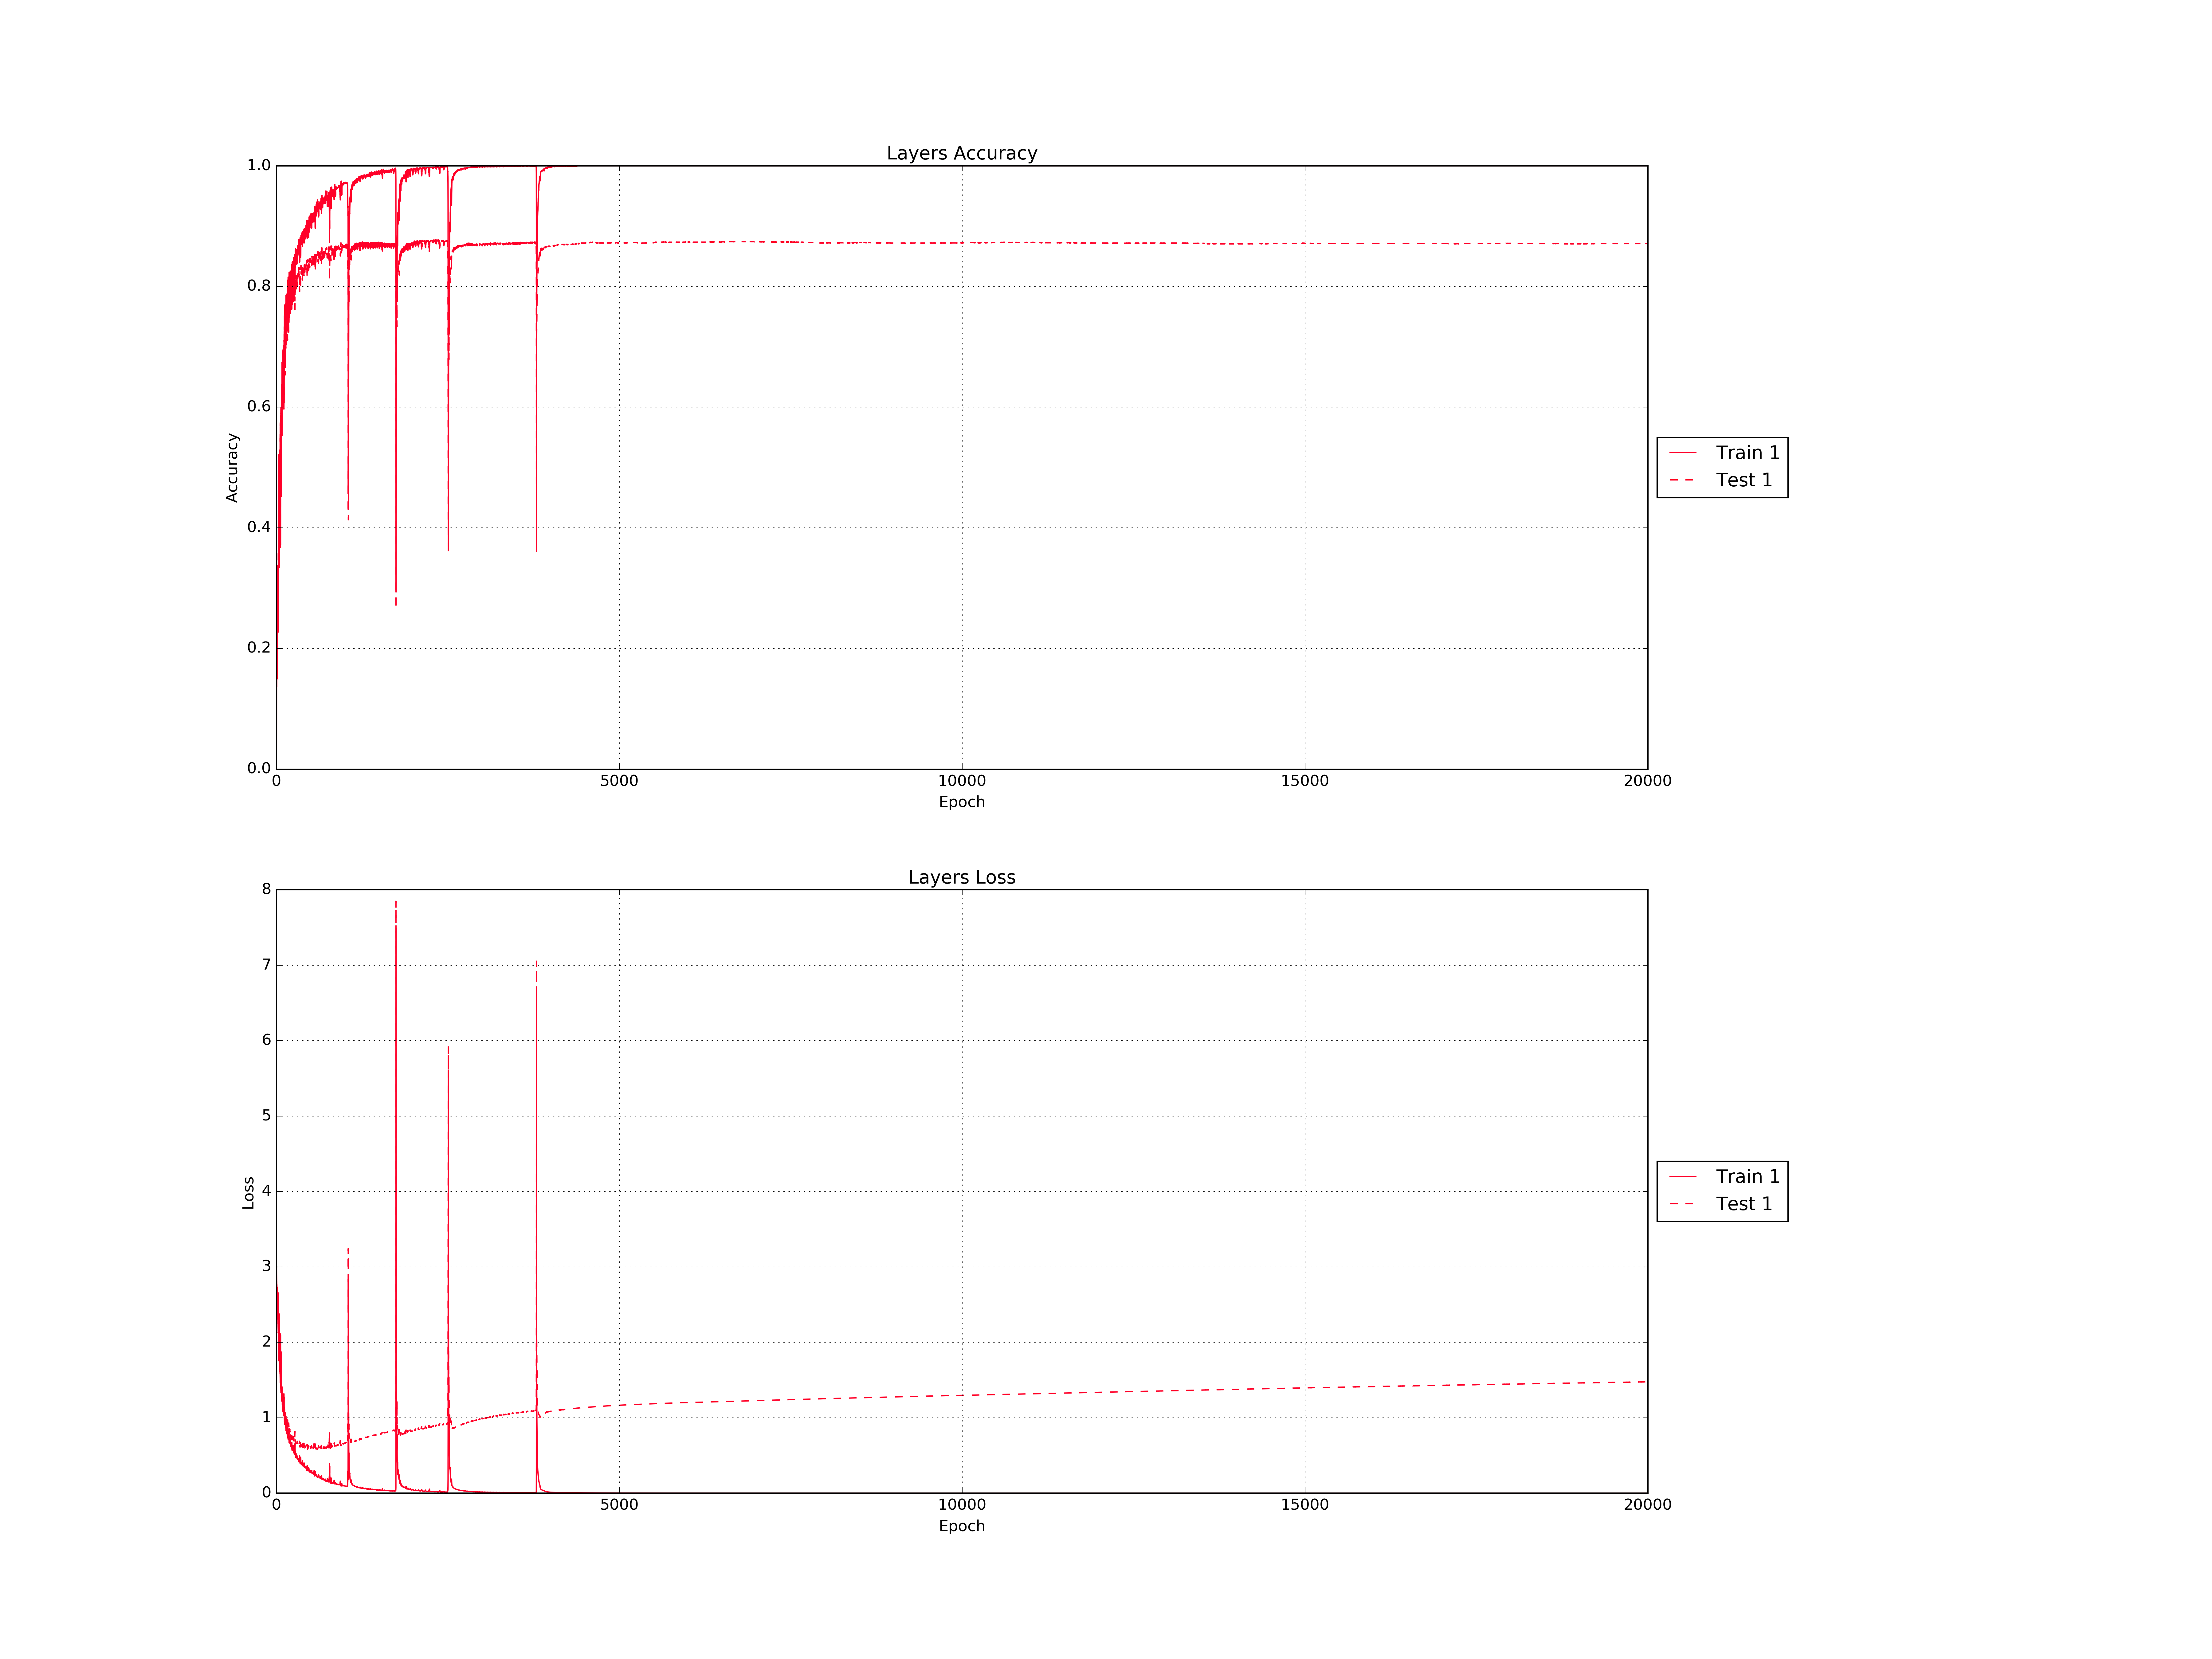 Layers Accuracy
1.0
0.8
0.6
0.4
0.2
0.0
Accuracy
0 5000 10000 15000 20000
Epoch
Train 1
Test 1
Layers Loss
8
7
6
5
4
3
2
1
0
Loss
0 5000 10000 15000 20000
Epoch
Train 1
Test 1